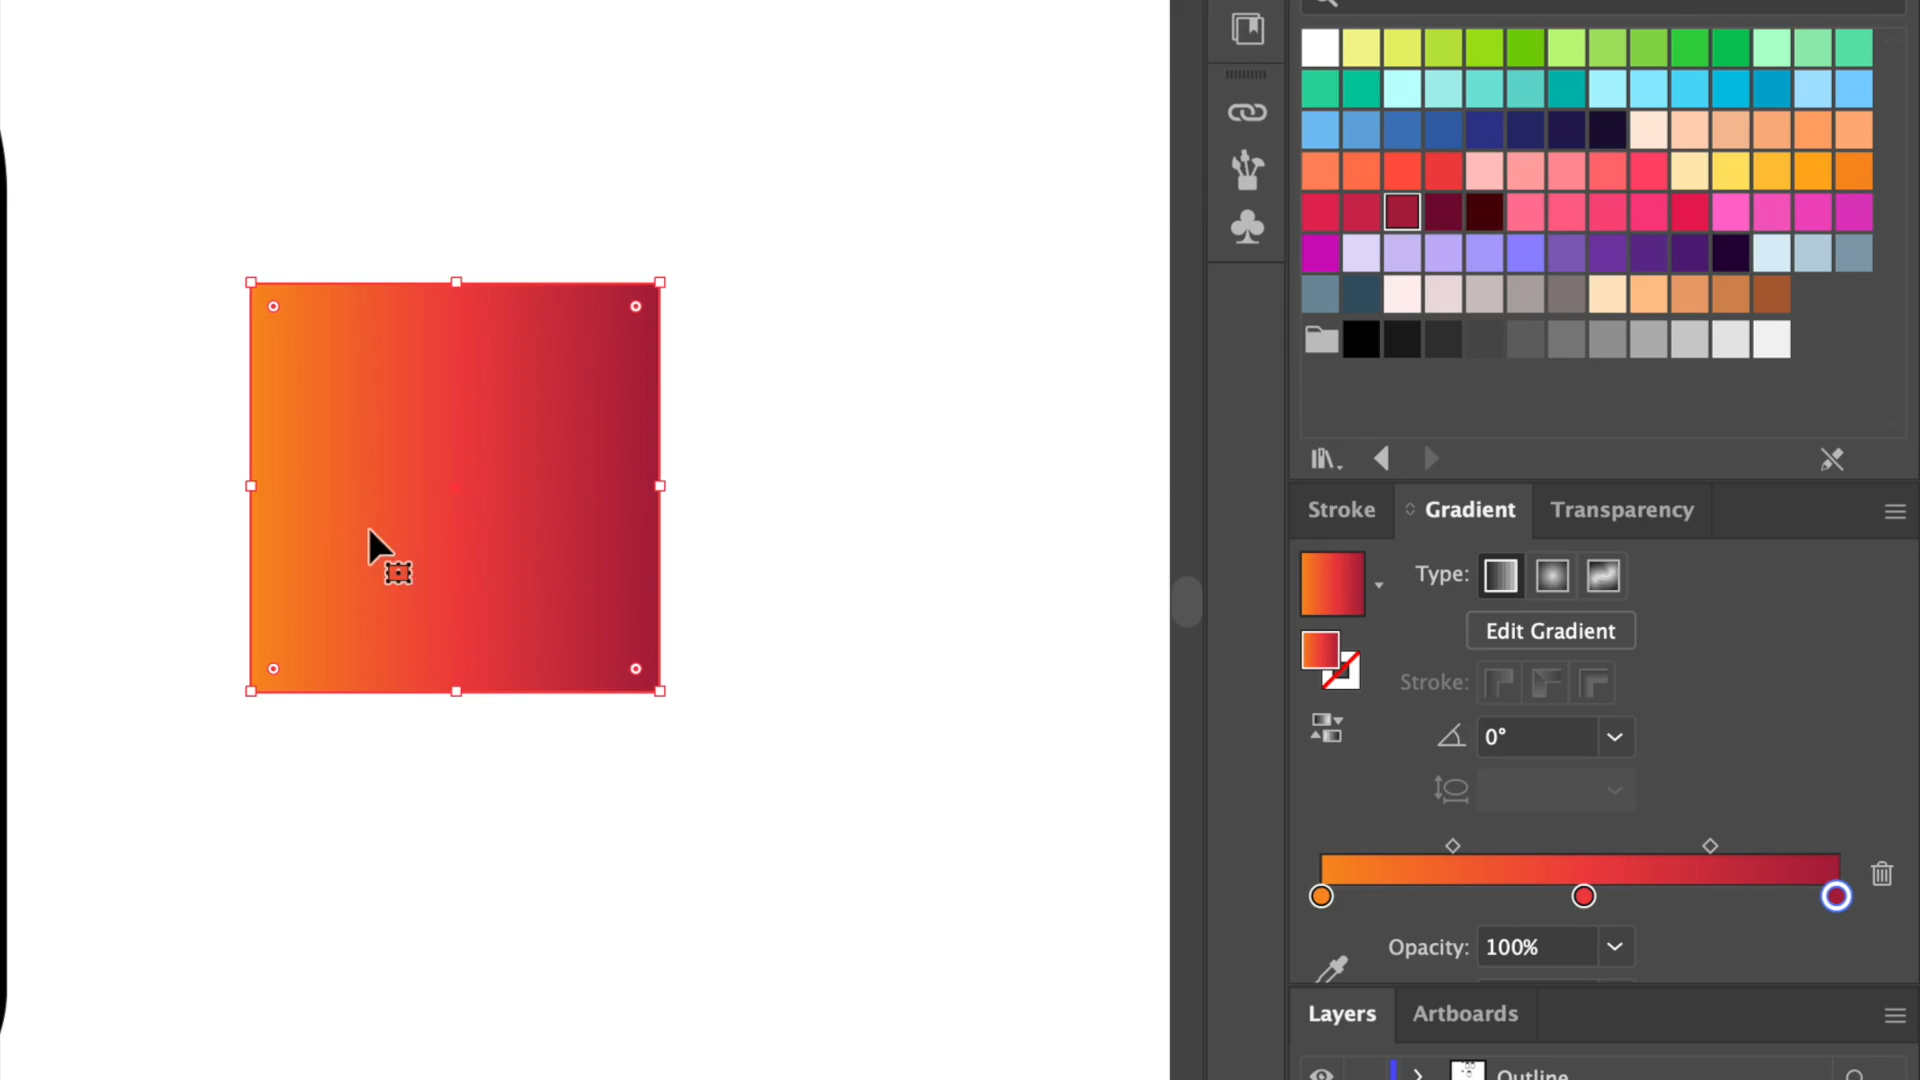 Stroke
Gradient
Transparency
Type:
Edit Gradient
Stroke:
0°
Opacity:
100%
Layers
Artboards
Outline